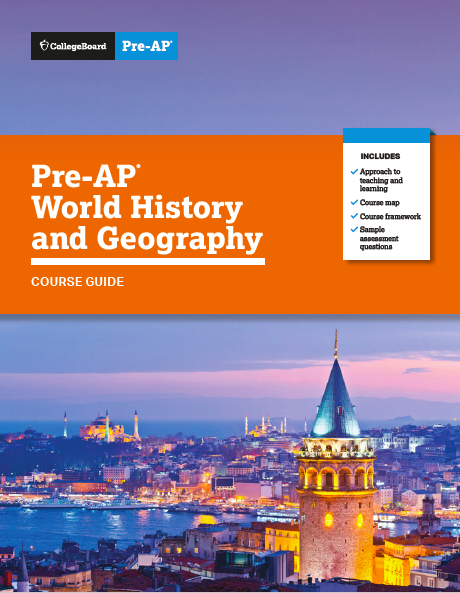 CollegeBoard
Pre-AP®
Pre-AP®
World History
and Geography
COURSE GUIDE
INCLUDES
Approach to
teaching and
learning
Course map
Course framework
Sample
assessment
questions